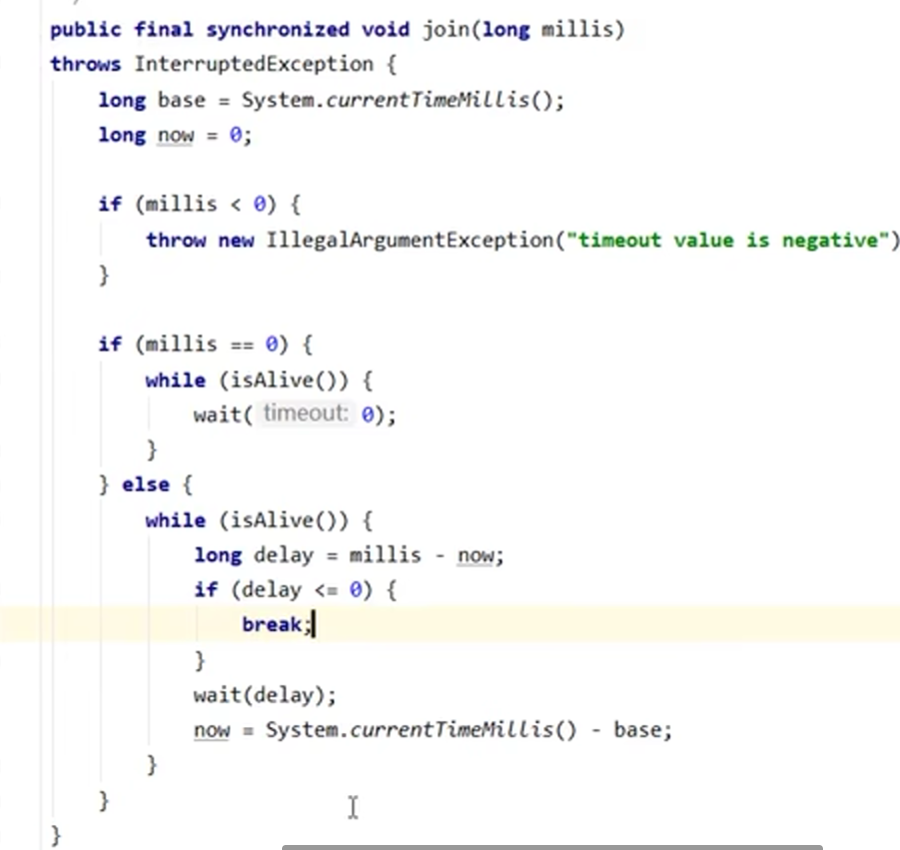 public final synchronized void join(long millis)
throws InterruptedException {
long base = System.currentTimeMillis();
long now = 0;
if (millis < 0) {
throw new IllegalArgumentException("timeout value is negative")
}
if (millis == 0) {
while (isAlive()) {
wait( timeout: 0);
}
} else {
while (isAlive()) {
long delay = millis - now;
if (delay <= 0) {
break;
}
wait(delay);
now = System.currentTimeMillis() - base;
}
}
}